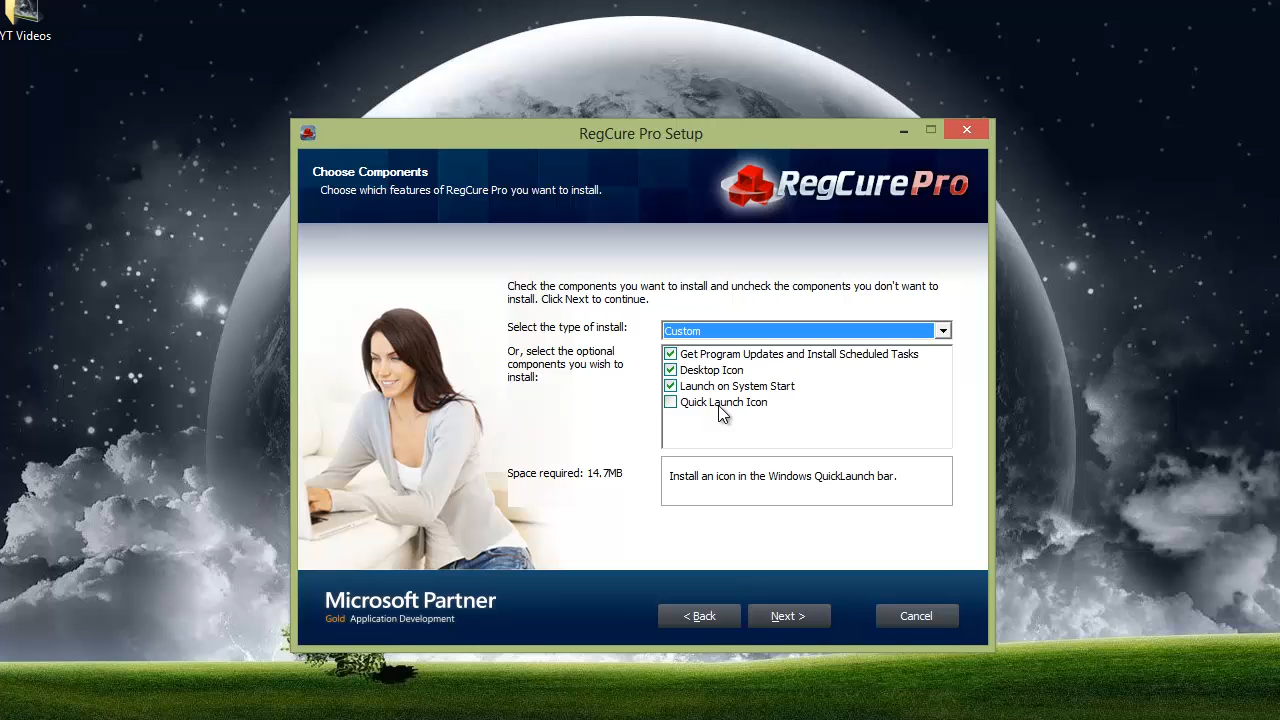 YT Videos
RegCure Pro Setup
Choose Components
Choose which features of RegCure Pro you want to install.
RegCurePro
Check the components you want to install and uncheck the components you don't want to
install. Click Next to continue.
Select the type of install:
Custom
Or, select the optional
components you wish to
install:
Get Program Updates and Install Scheduled Tasks
Desktop Icon
Launch on System Start
Quick Launch Icon
Space required: 14.7MB
Install an icon in the Windows QuickLaunch bar.
Microsoft Partner
Gold Application Development
< Back
Next >
Cancel